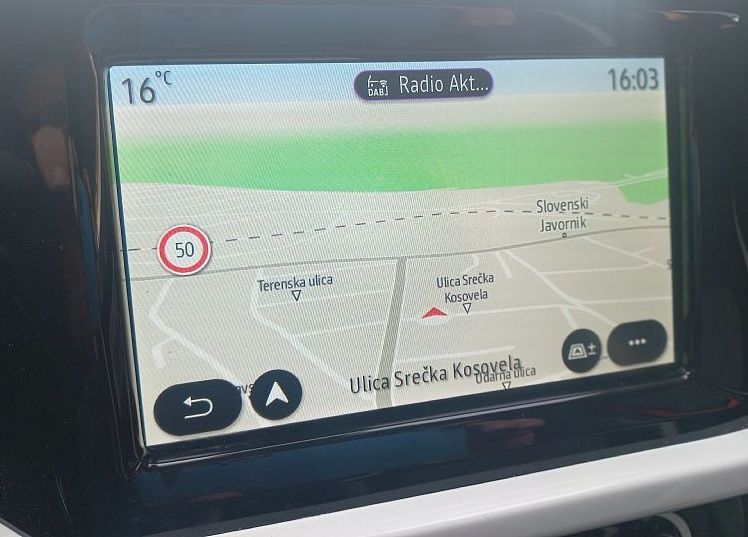 16°C
DAB Radio Akt...
16:03
Slovenski
Javornik
50
Terenska ulica
Ulica Srečka
Kosovela
Ulica Srečka Kosovela
Udarna ulica